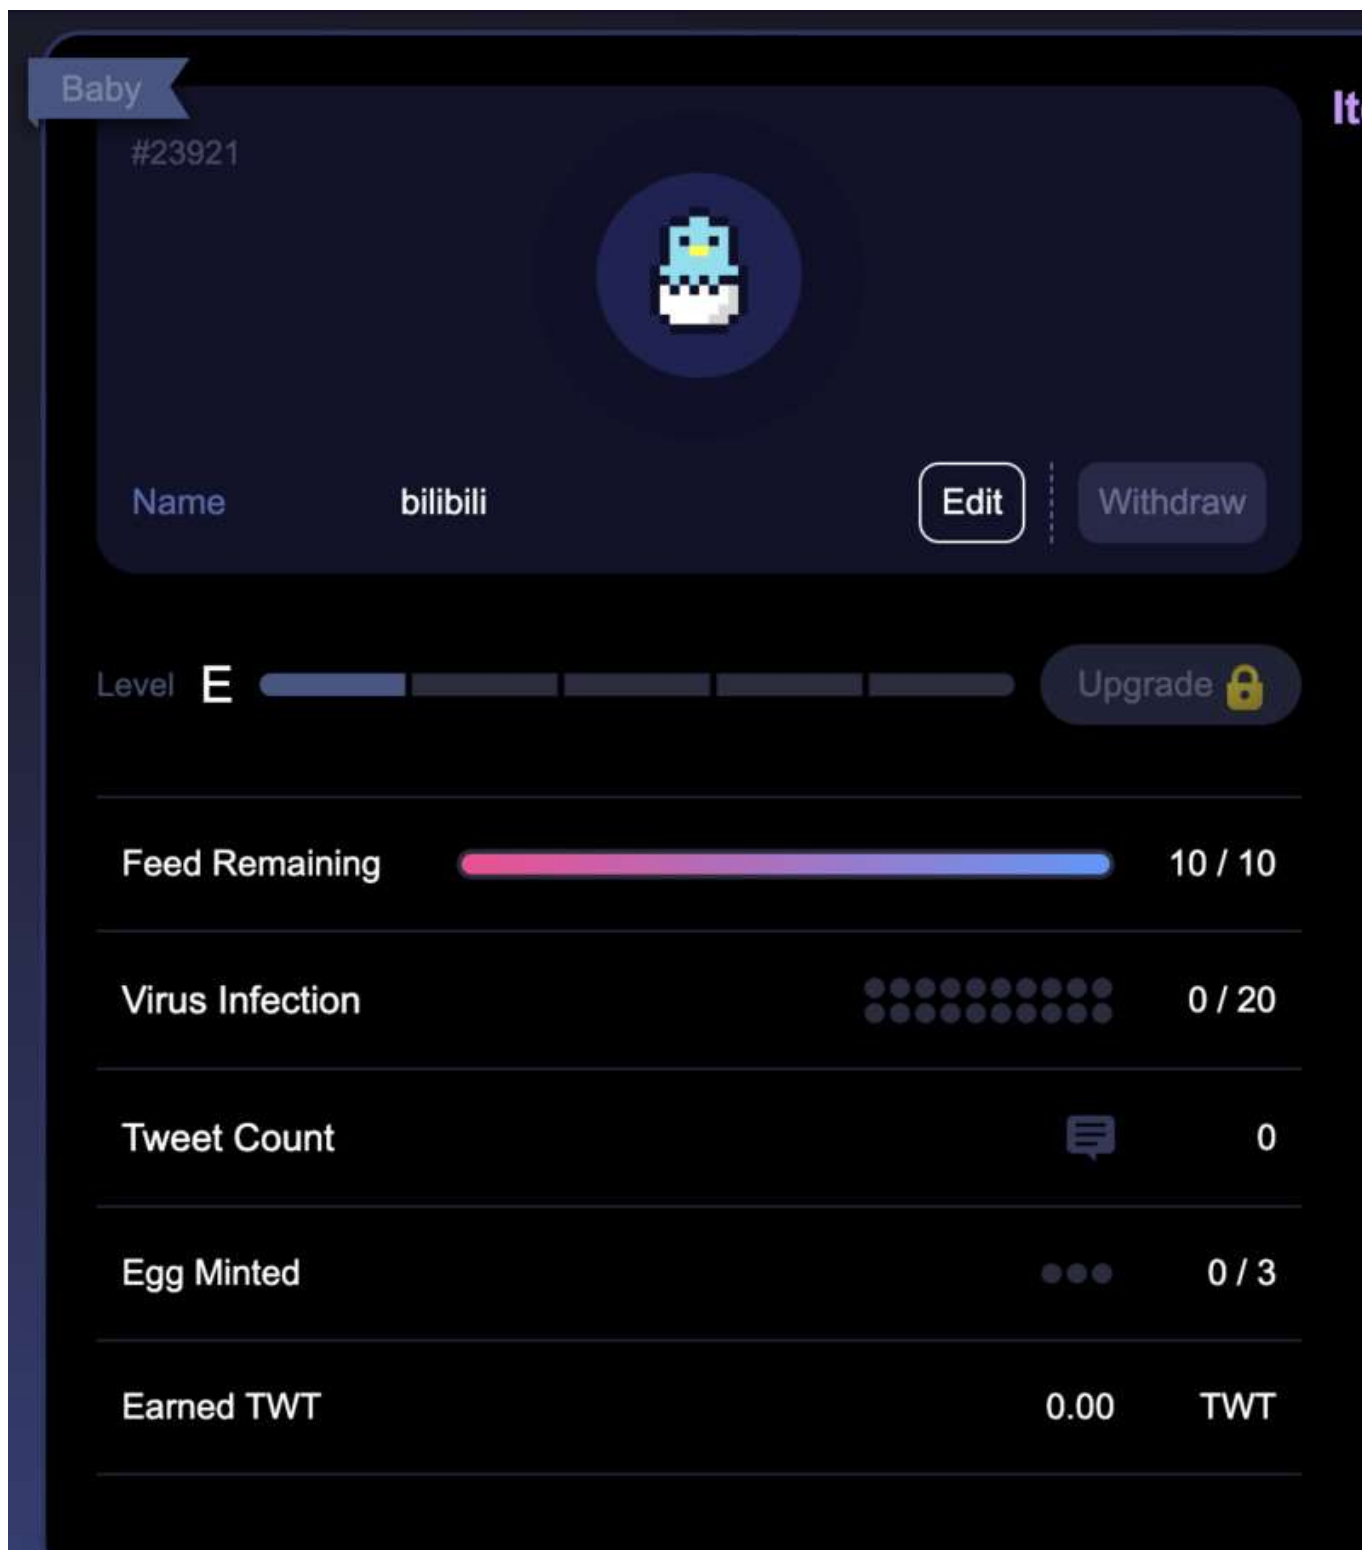 Baby
#23921
It
Name bilibili Edit Withdraw
Level E Upgrade
Feed Remaining 10 / 10
Virus Infection 0 / 20
Tweet Count 0
Egg Minted 0 / 3
Earned TWT 0.00 TWT